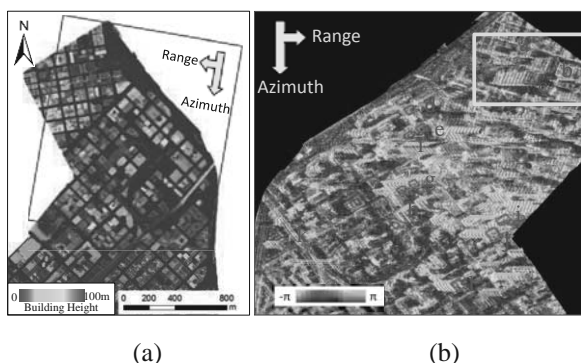 N
Range
Azimuth
0 100m
Building Height
0 200 400 800
m
(a)
Range
Azimuth
e
f
g
-π π
(b)